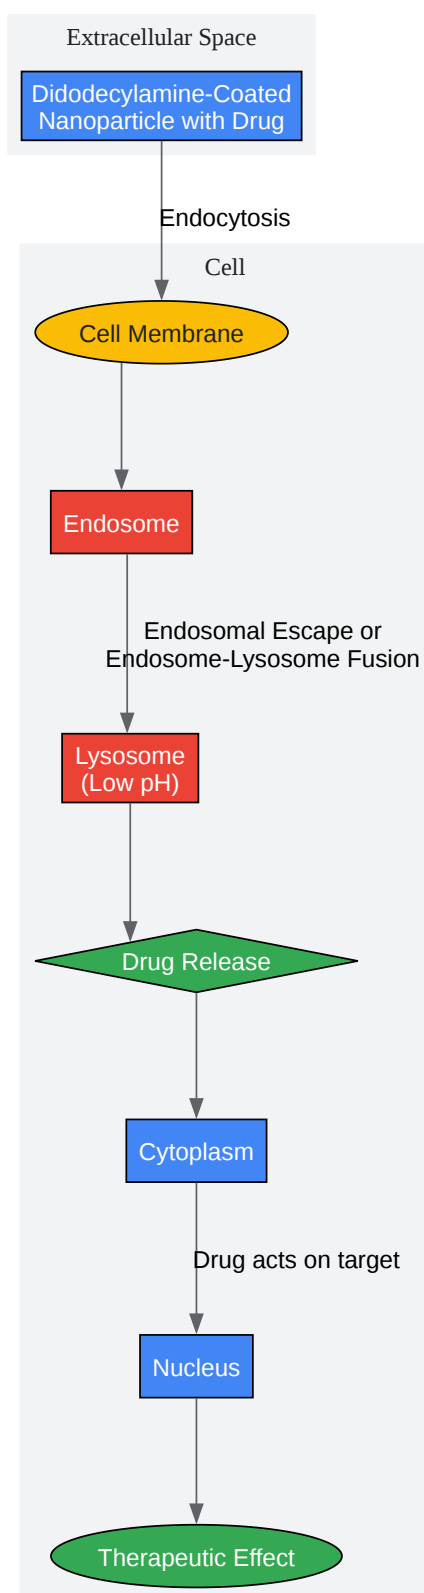 Extracellular Space
Didodecylamine-Coated
Nanoparticle with Drug
Endocytosis
Cell
Cell Membrane
Endosome
Endosomal Escape or
Endosome-Lysosome Fusion
Lysosome
(Low pH)
Drug Release
Cytoplasm
Drug acts on target
Nucleus
Therapeutic Effect